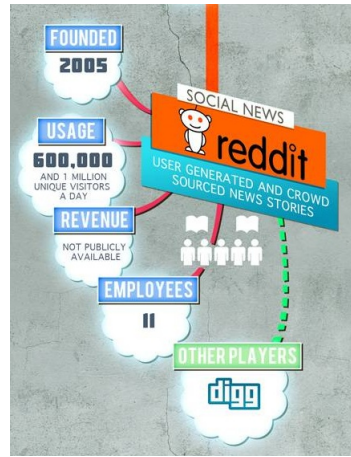 FOUNDED
2005
SOCIAL NEWS
reddit
USER GENERATED AND CROWD
SOURCED NEWS STORIES
USAGE
600,000
AND 1 MILLION
UNIQUE VISITORS
A DAY
REVENUE
NOT PUBLICLY
AVAILABLE
EMPLOYEES
11
OTHER PLAYERS
digg